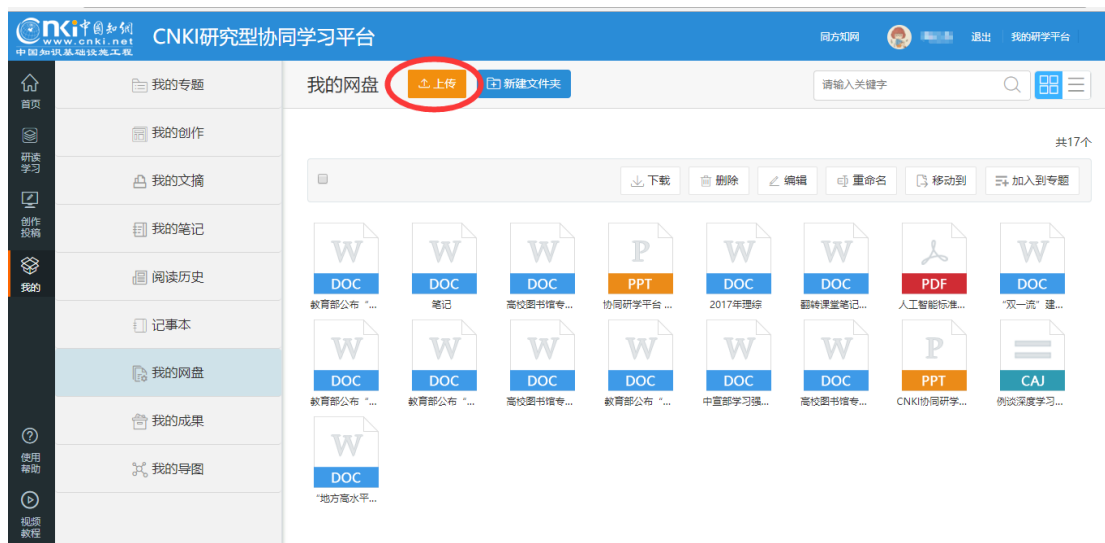 CNKi中国知网
www.cnki.net
中国知识基础设施工程
CNKI研究型协同学习平台
同方知网
退出
我的研学平台
首页
研读
学习
创作
投稿
我的
使用
帮助
视频
教程
我的专题
我的创作
我的文摘
我的笔记
阅读历史
记事本
我的网盘
我的成果
我的导图
我的网盘
上传
新建文件夹
请输入关键字
共17个
下载
删除
编辑
重命名
移动到
加入到专题
W W W P W W W
DOC DOC DOC PPT DOC DOC PDF DOC
教育部公布“... 笔记 高校图书馆专... 协同研学平台 ... 2017年理综 翻转课堂笔记... 人工智能标准... “双一流”建...
W W W W W W P
DOC DOC DOC DOC DOC DOC PPT CAJ
教育部公布“... 教育部公布“... 高校图书馆专... 教育部公布“... 中宣部学习强... 高校图书馆专... CNKI协同研学... 例谈深度学习...
W
DOC
“地方高水平...